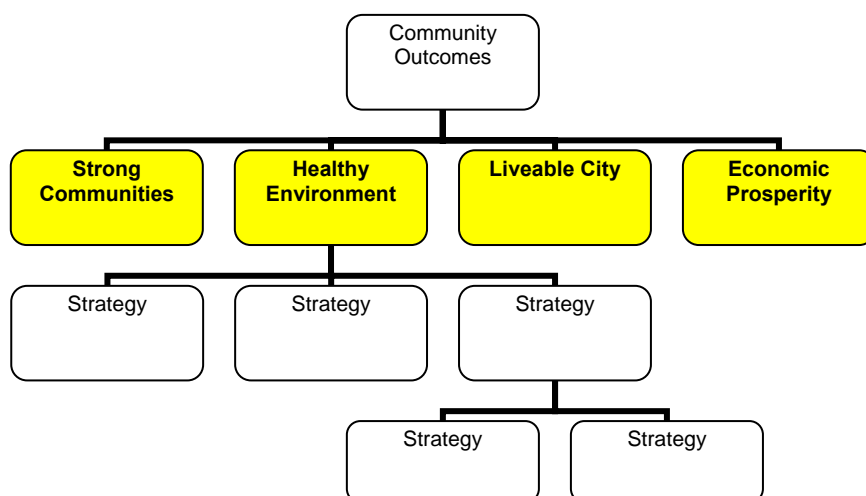 Community
Outcomes
Strong
Communities
Healthy
Environment
Liveable City
Economic
Prosperity
Strategy
Strategy
Strategy
Strategy
Strategy